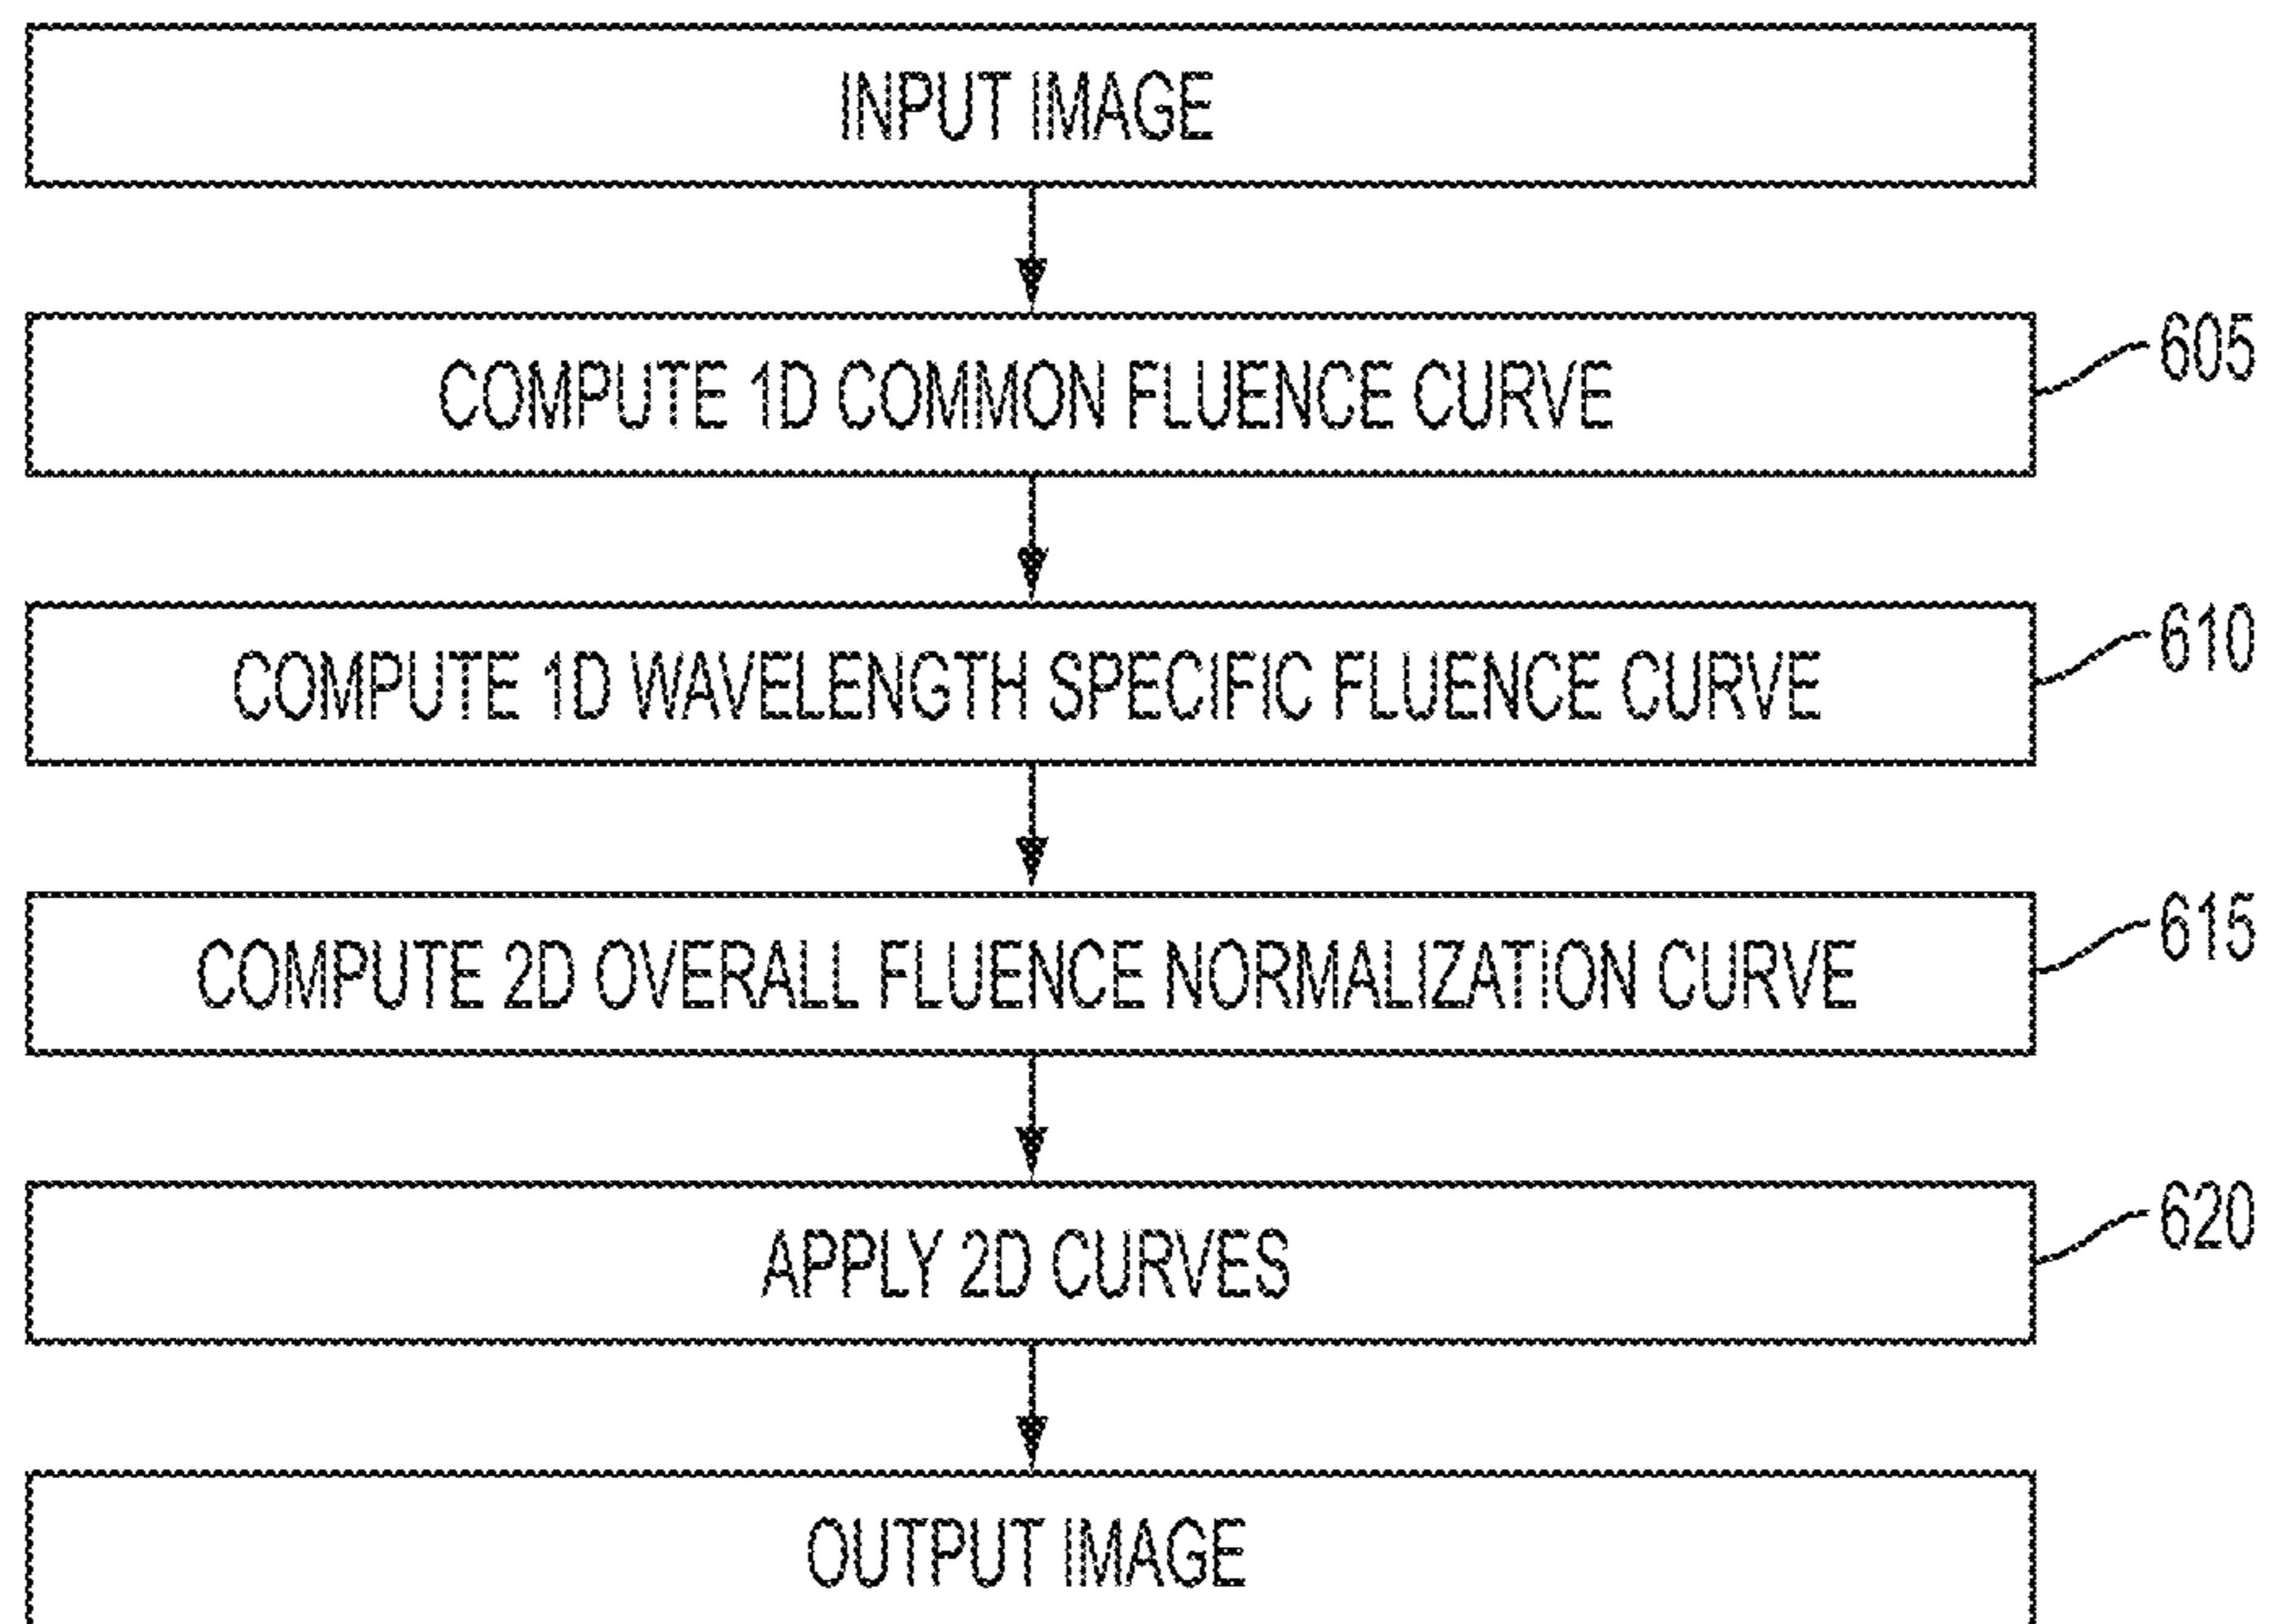 INPUT IMAGE
COMPUTE 1D COMMON FLUENCE CURVE
605
COMPUTE 1D WAVELENGTH SPECIFIC FLUENCE CURVE
610
COMPUTE 2D OVERALL FLUENCE NORMALIZATION CURVE
615
APPLY 2D CURVES
620
OUTPUT IMAGE